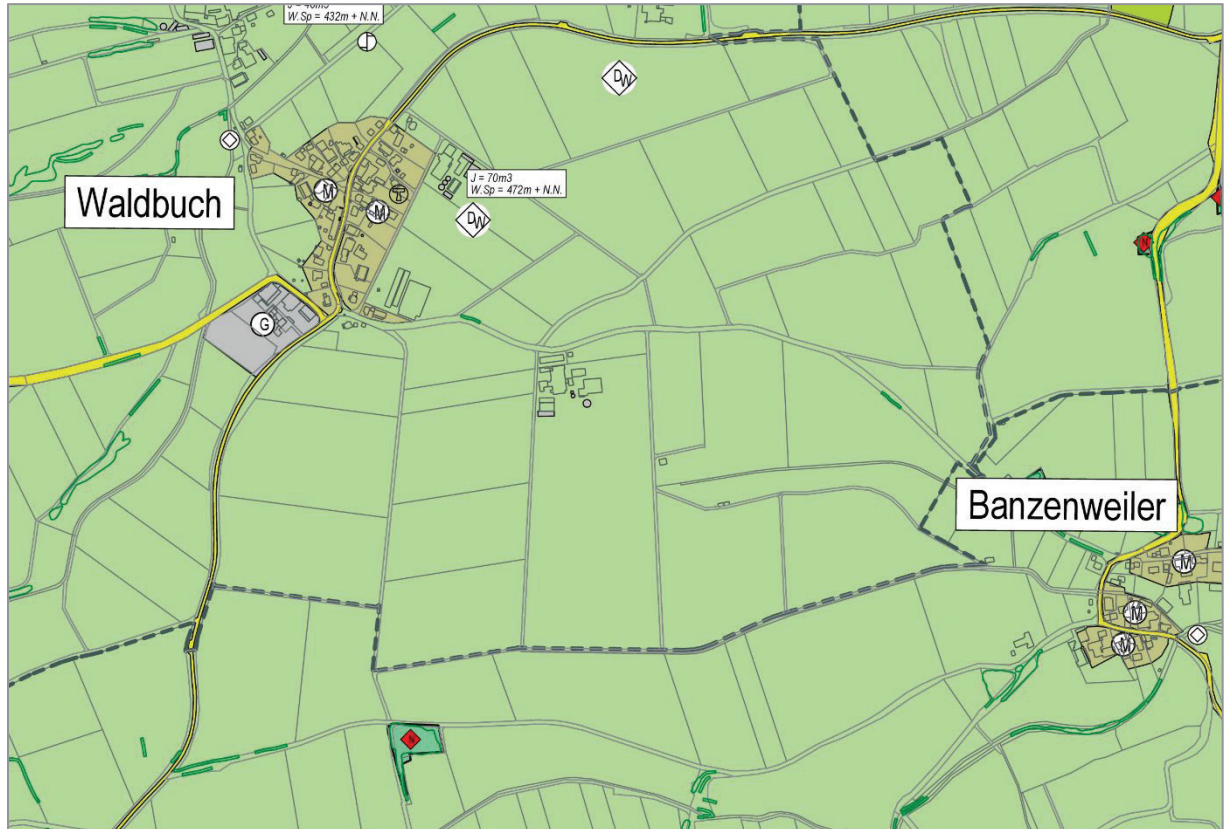 W.Sp = 432m + N.N.
DW
J = 70m3
W.Sp = 472m + N.N.
Waldbuch
M
M
DW
N
G
Banzenweiler
M
M
M
N